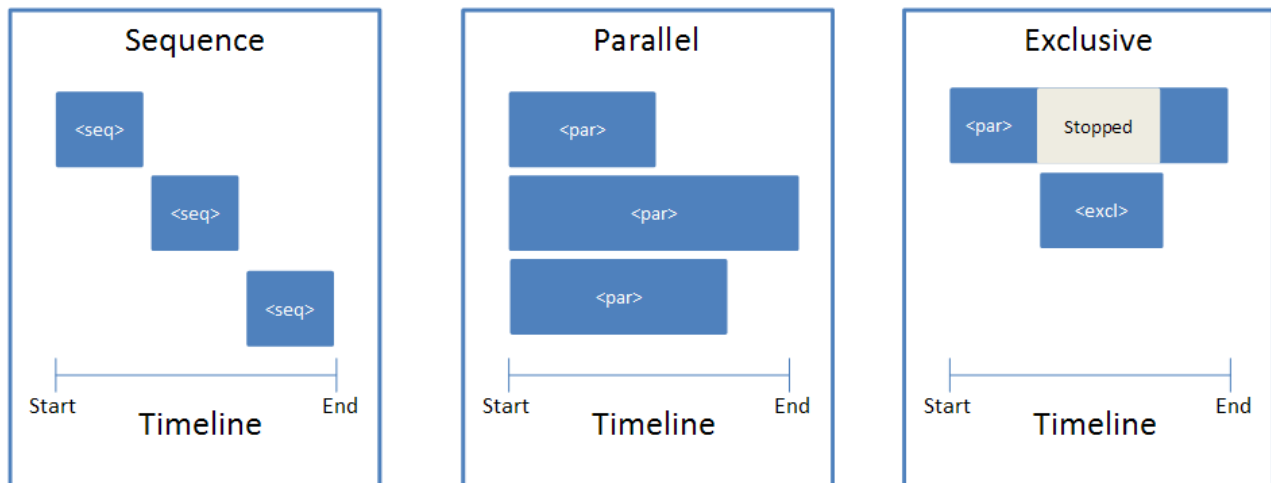 Sequence
<seq>
<seq>
<seq>
Start
End
Timeline
Parallel
<par>
<par>
<par>
Start
End
Timeline
Exclusive
<par>
Stopped
<excl>
Start
End
Timeline